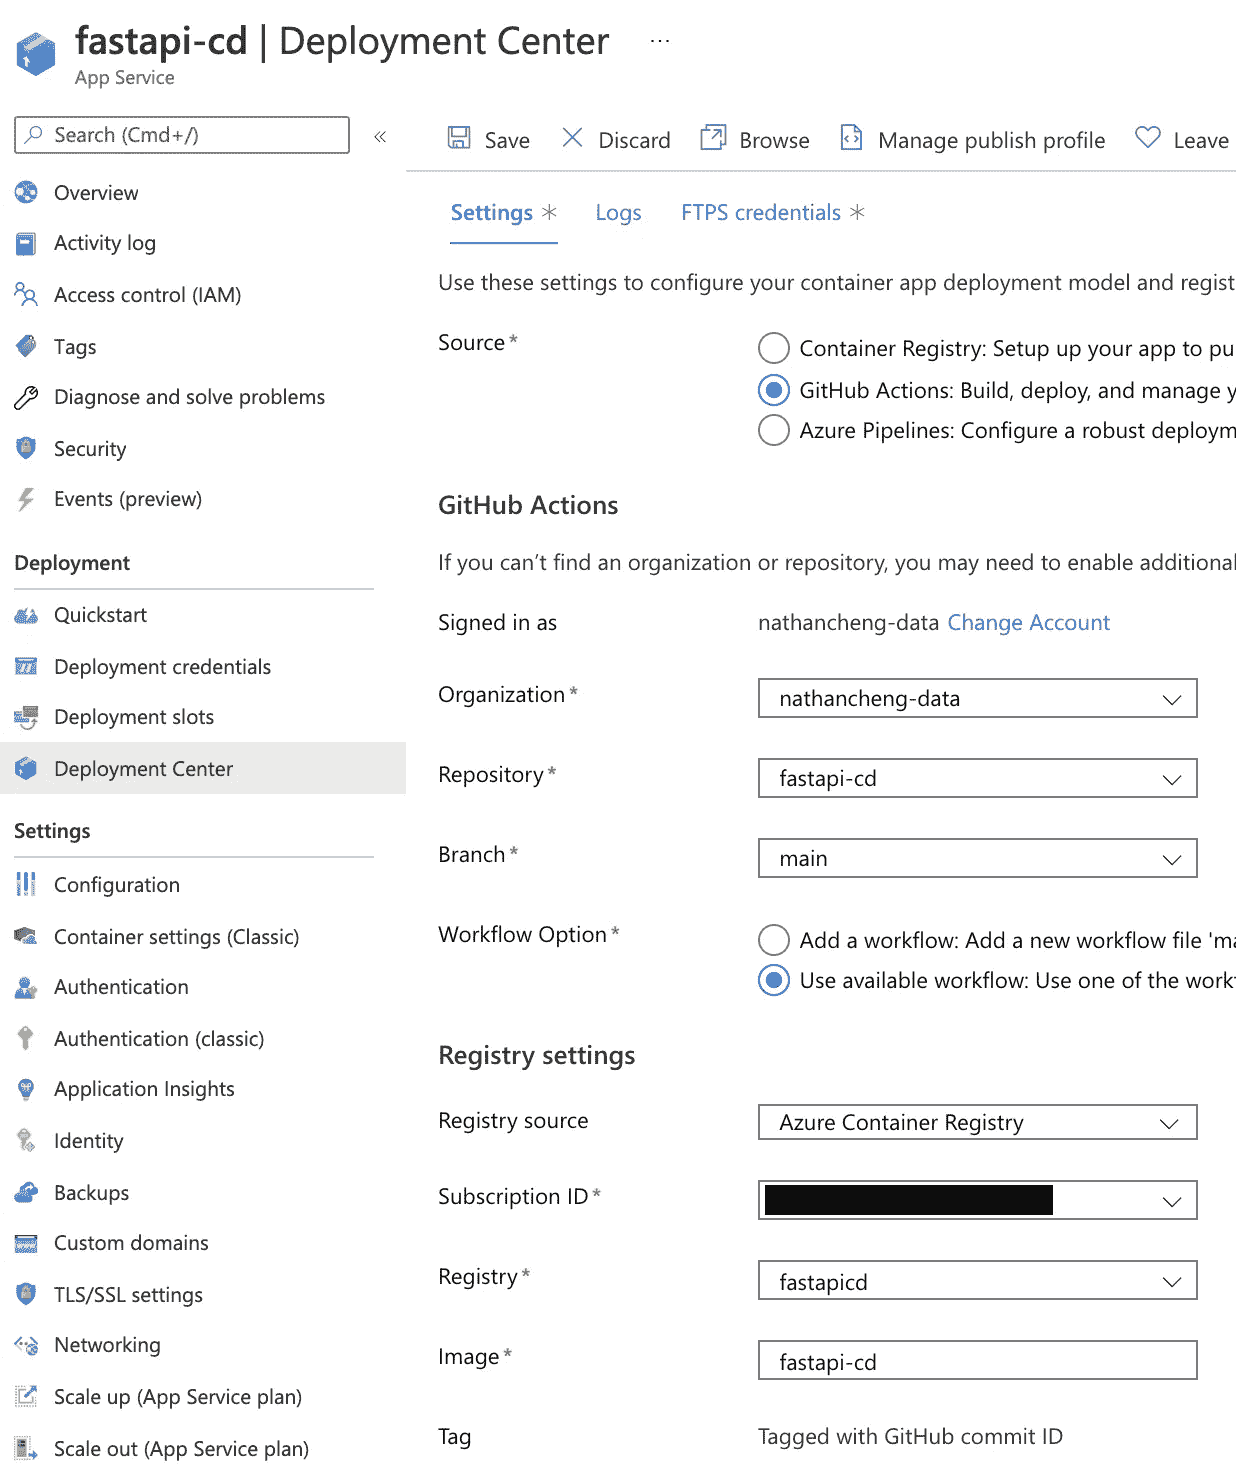 fastapi-cd | Deployment Center ...
App Service
Search (Cmd+/)
«
Overview
Activity log
Access control (IAM)
Tags
Diagnose and solve problems
Security
Events (preview)
Deployment
Quickstart
Deployment credentials
Deployment slots
Deployment Center
Settings
Configuration
Container settings (Classic)
Authentication
Authentication (classic)
Application Insights
Identity
Backups
Custom domains
TLS/SSL settings
Networking
Scale up (App Service plan)
Scale out (App Service plan)
Save Discard Browse Manage publish profile Leave
Settings * Logs FTPS credentials *
Use these settings to configure your container app deployment model and regist
Source *
Container Registry: Setup up your app to pu
GitHub Actions: Build, deploy, and manage y
Azure Pipelines: Configure a robust deploym
GitHub Actions
If you can't find an organization or repository, you may need to enable additional
Signed in as nathancheng-data Change Account
Organization * nathancheng-data
Repository * fastapi-cd
Branch * main
Workflow Option *
Add a workflow: Add a new workflow file 'ma
Use available workflow: Use one of the workf
Registry settings
Registry source Azure Container Registry
Subscription ID *
Registry * fastapicd
Image * fastapi-cd
Tag Tagged with GitHub commit ID